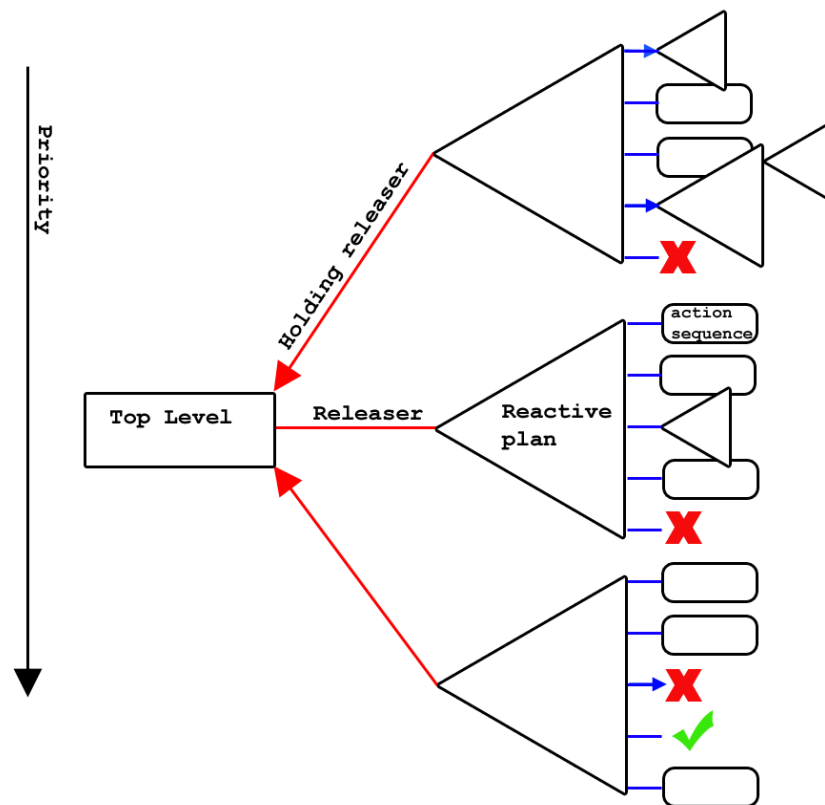 Priority
Holding releaser
action
sequence
Top Level
Releaser
Reactive
plan